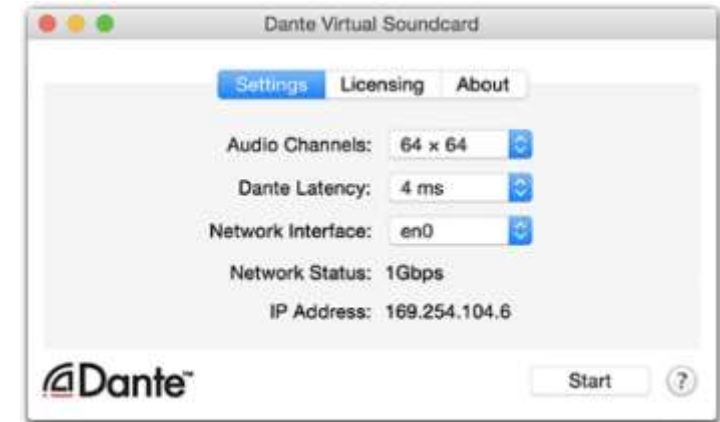 Dante Virtual Soundcard
Settings Licensing About
Audio Channels: 64 × 64
Dante Latency: 4 ms
Network Interface: en0
Network Status: 1Gbps
IP Address: 169.254.104.6
Dante™ Start ?